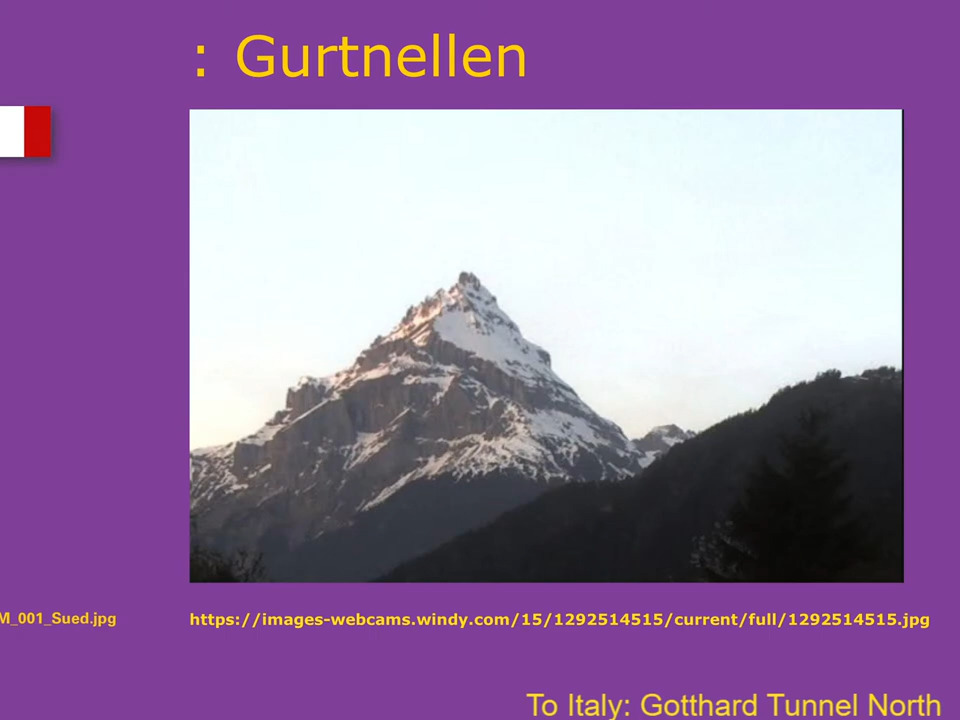 : Gurtnellen
M_001_Sued.jpg
https://images-webcams.windy.com/15/1292514515/current/full/1292514515.jpg
To Italy: Gotthard Tunnel North